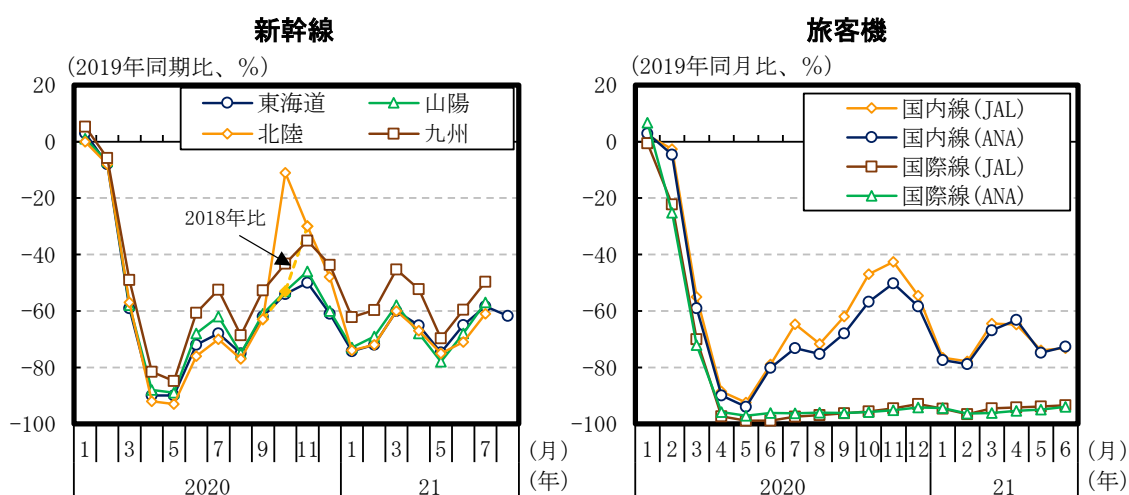 新幹線
(2019年同期比、%)
東海道
山陽
北陸
九州
2018年比
20
0
-20
-40
-60
-80
-100
1 3 5 7 9 11 1 3 5 7 (月)
2020 21 (年)
旅客機
(2019年同月比、%)
国内線(JAL)
国内線(ANA)
国際線(JAL)
国際線(ANA)
20
0
-20
-40
-60
-80
-100
1 2 3 4 5 6 7 8 9 10 11 12 1 2 3 4 5 6 (月)
2020 21 (年)